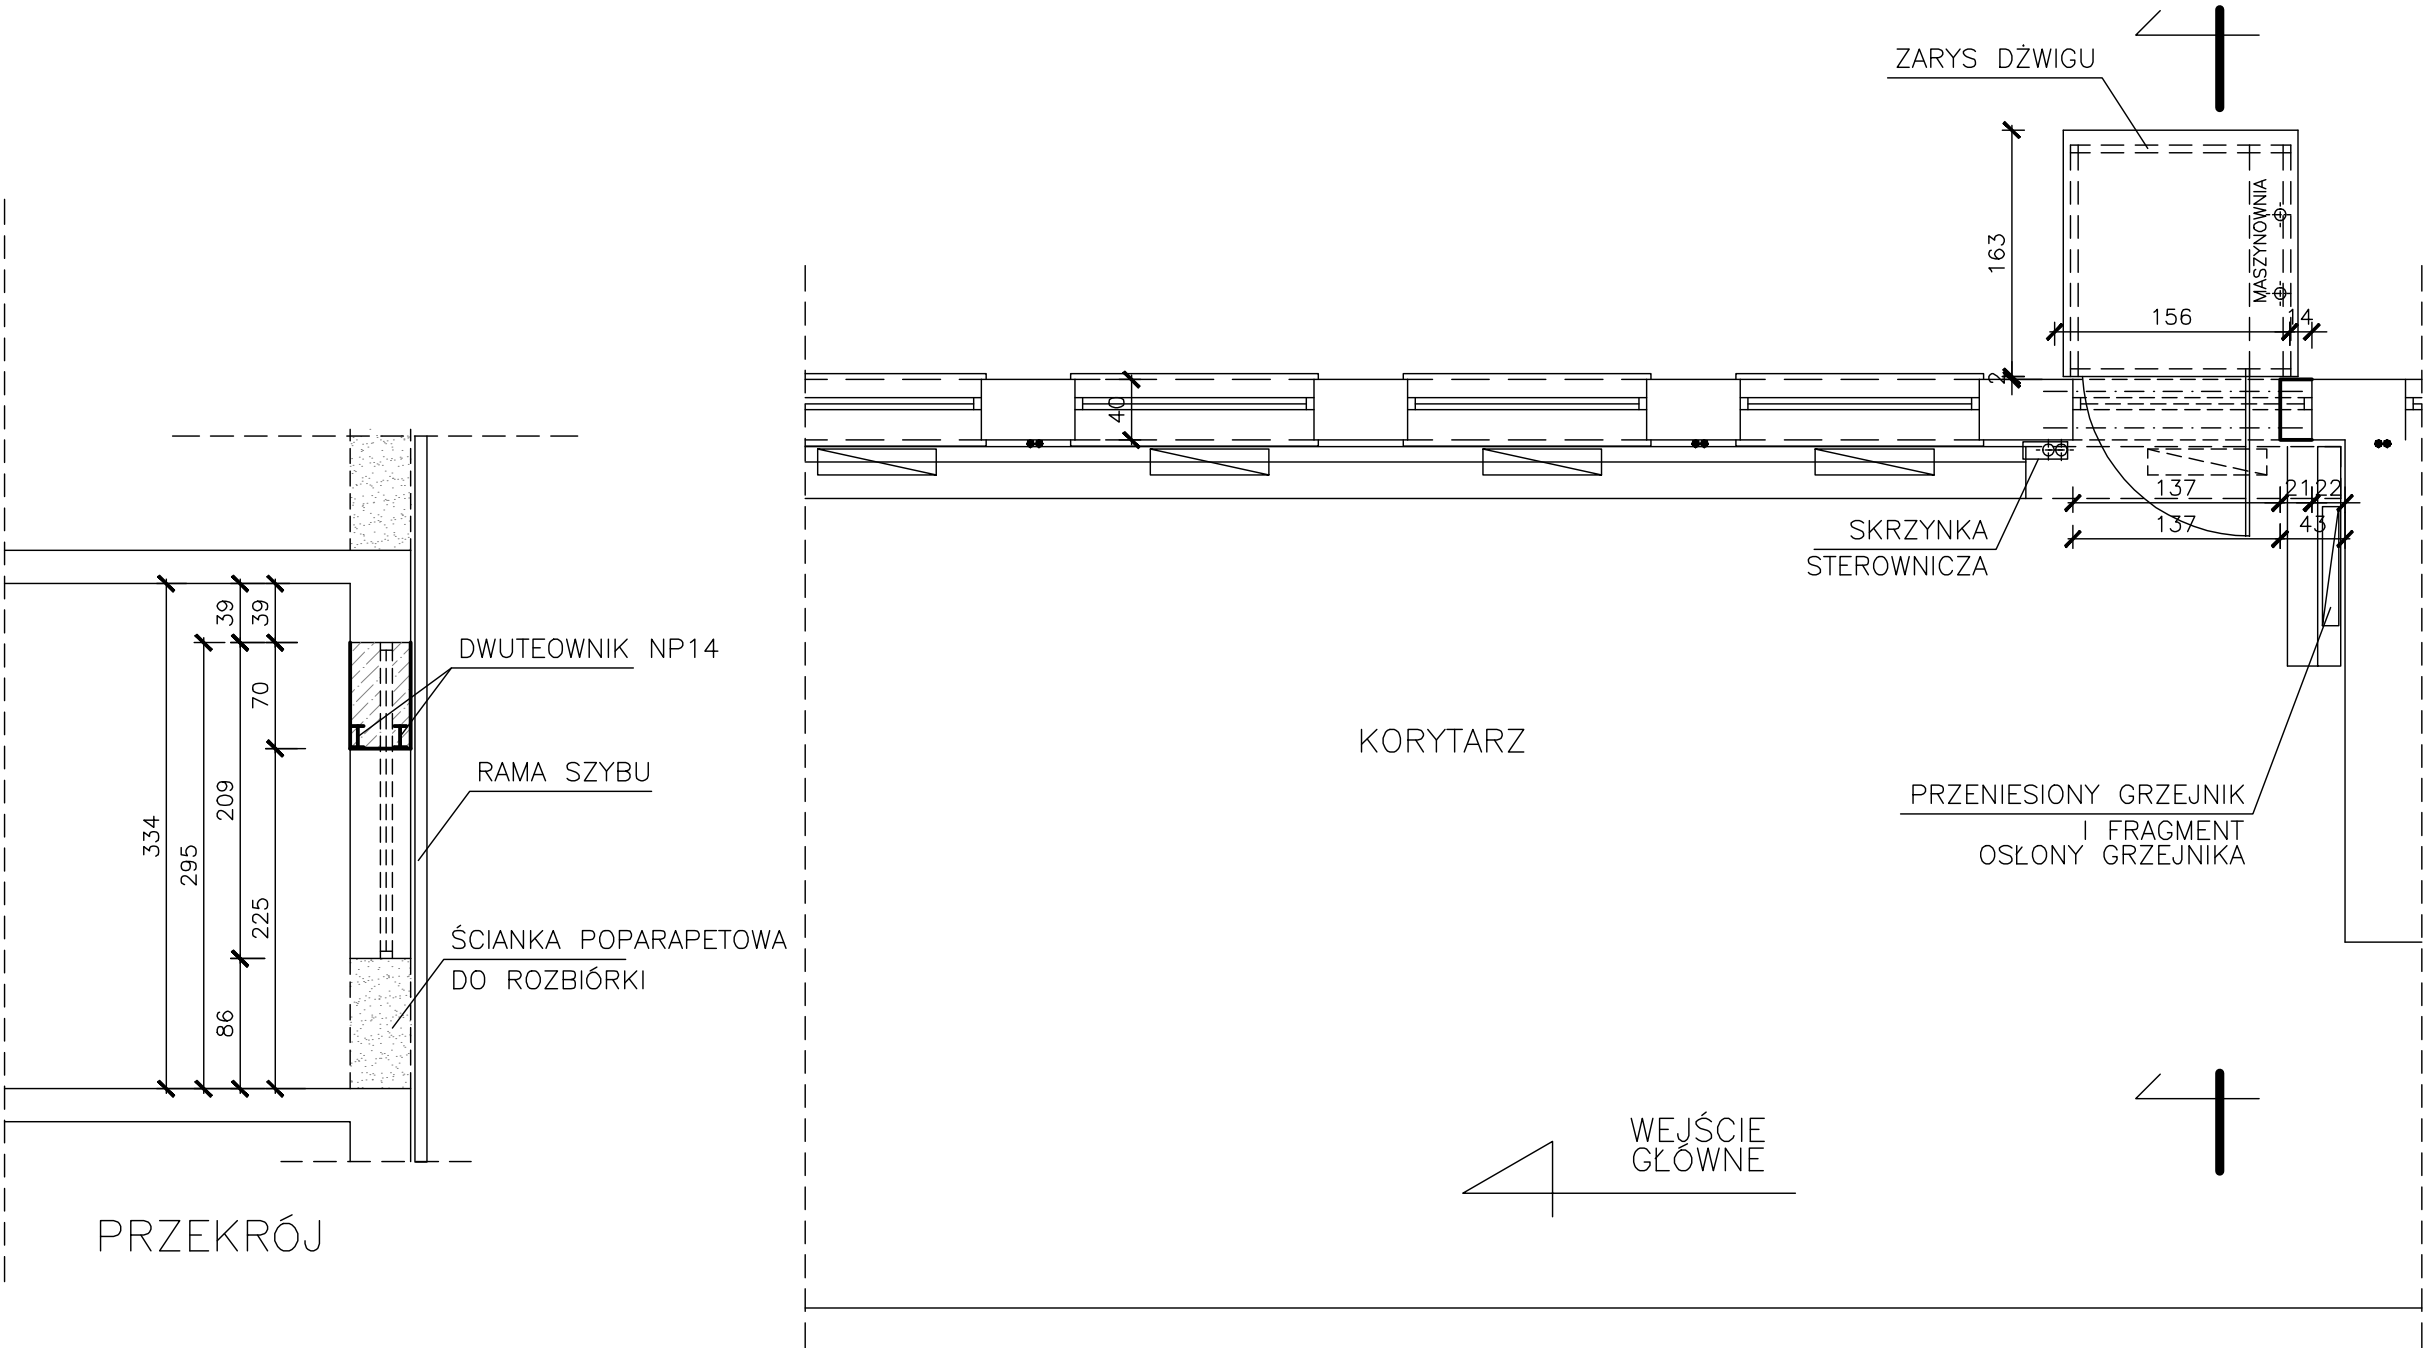 ZARYS DŹWIGU
163
MASZYNOWNIA
156
14
2
40
137
21
22
137
43
SKRZYNKA
STEROWNICZA
39
39
DWUTEOWNIK NP14
70
RAMA SZYBU
KORYTARZ
209
334
295
PRZENIESIONY GRZEJNIK
I FRAGMENT
OSŁONY GRZEJNIKA
225
ŚCIANKA POPARAPETOWA
DO ROZBIÓRKI
86
WEJŚCIE
GŁÓWNE
PRZEKRÓJ